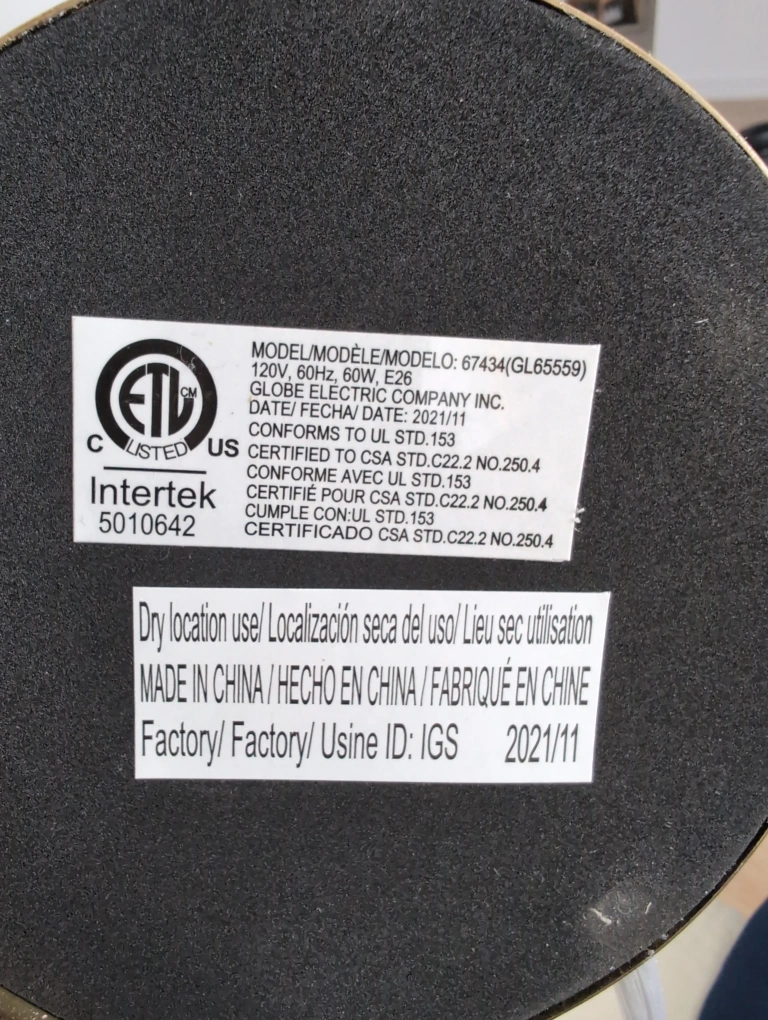 ETL CM
C LISTED US
Intertek
5010642
MODEL/MODÈLE/MODELO: 67434(GL65559)
120V, 60Hz, 60W, E26
GLOBE ELECTRIC COMPANY INC.
DATE/ FECHA/ DATE: 2021/11
CONFORMS TO UL STD.153
CERTIFIED TO CSA STD.C22.2 NO.250.4
CONFORME AVEC UL STD.153
CERTIFIÉ POUR CSA STD.C22.2 NO.250.4
CUMPLE CON:UL STD.153
CERTIFICADO CSA STD.C22.2 NO.250.4
Dry location use/ Localización seca del uso/ Lieu sec utilisation
MADE IN CHINA / HECHO EN CHINA / FABRIQUÉ EN CHINE
Factory/ Factory/ Usine ID: IGS 2021/11